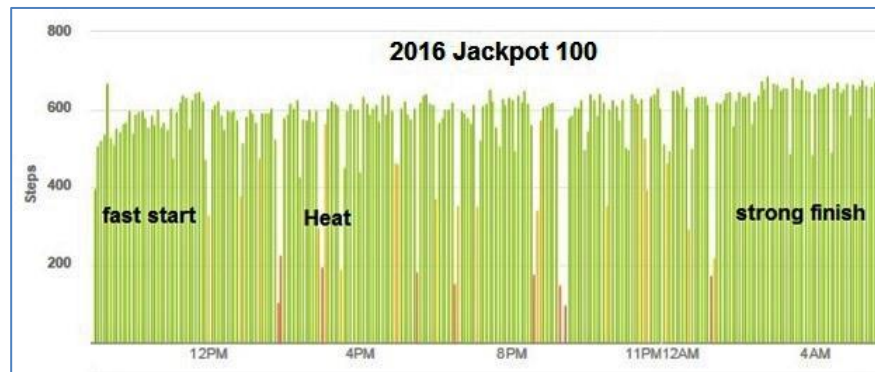 800
2016 Jackpot 100
600
Steps
400
fast start
Heat
strong finish
200
12PM
4PM
8PM
11PM12AM
4AM